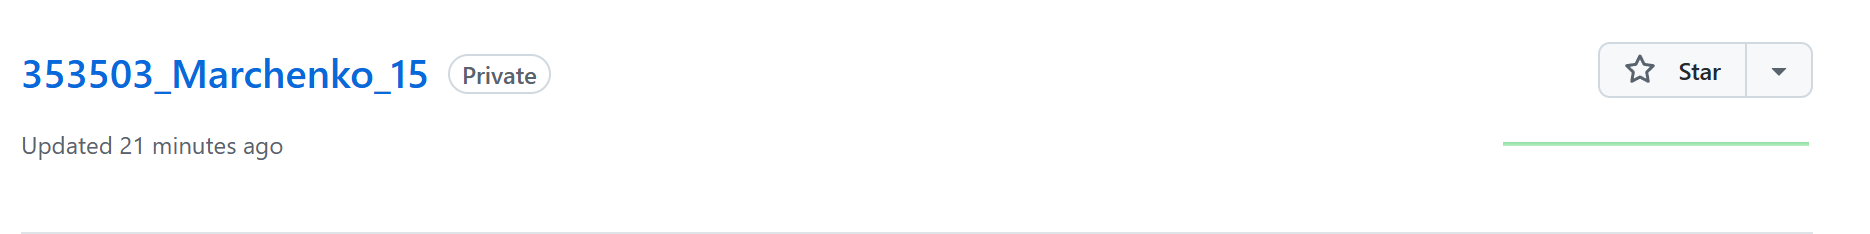 353503_Marchenko_15 Private Star
Updated 21 minutes ago